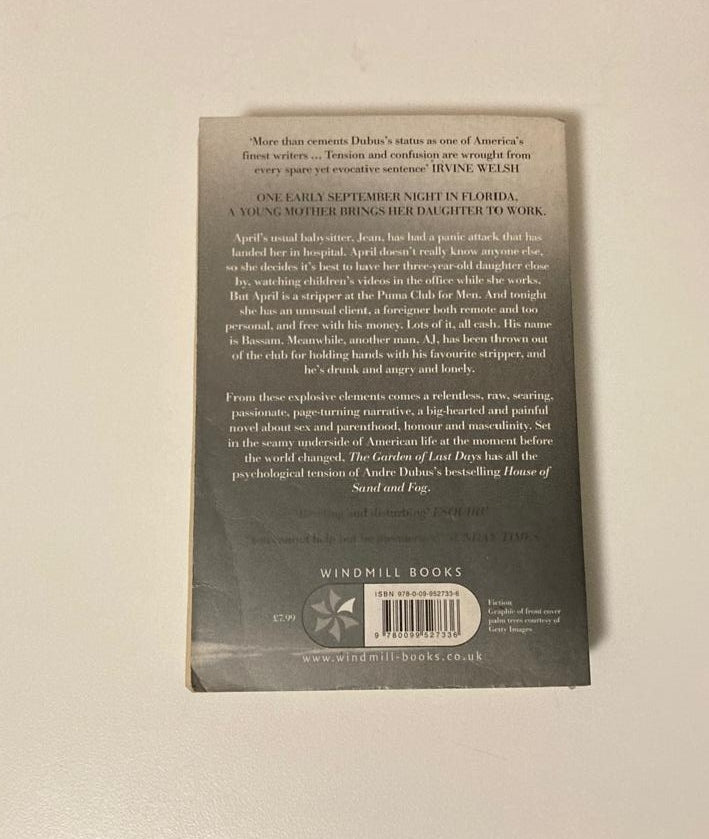 'More than cements Dubus's status as one of America's
finest writers ... Tension and confusion are wrought from
every spare yet evocative sentence' IRVINE WELSH
ONE EARLY SEPTEMBER NIGHT IN FLORIDA,
A YOUNG MOTHER BRINGS HER DAUGHTER TO WORK.
April's usual babysitter, Jean, has had a panic attack that has
landed her in hospital. April doesn't really know anyone else,
so she decides it's best to have her three-year-old daughter close
by, watching children's videos in the office while she works.
But April is a stripper at the Puma Club for Men. And tonight
she has an unusual client, a foreigner both remote and too
personal, and free with his money. Lots of it, all cash. His name
is Bassam. Meanwhile, another man, AJ, has been thrown out
of the club for holding hands with his favourite stripper, and
he's drunk and angry and lonely.
From these explosive elements comes a relentless, raw, searing,
passionate, page-turning narrative, a big-hearted and painful
novel about sex and parenthood, honour and masculinity. Set
in the seamy underside of American life at the moment before
the world changed, The Garden of Last Days has all the
psychological tension of Andre Dubus's bestselling House of
Sand and Fog.
and disturbing' ESQUIRE
help but be SUNDAY TIMES
WINDMILL BOOKS
ISBN 978-0-09-952733-6
£7.99
9 780099 527336
Fiction
Graphic of front cover
palm trees courtesy of
Getty Images
www.windmill-books.co.uk